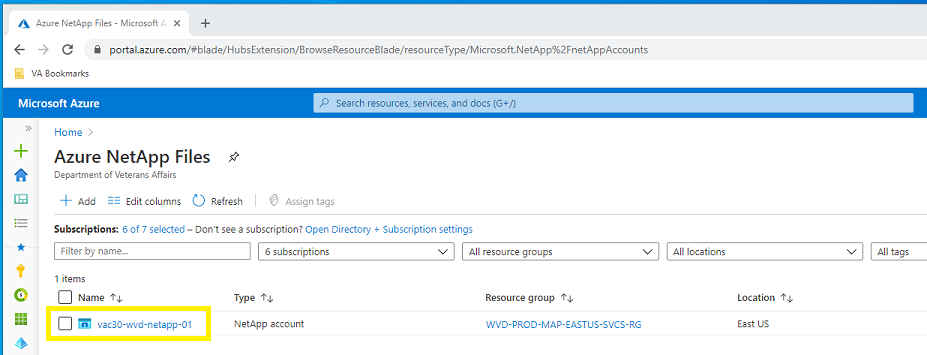 Azure NetApp Files - Microsoft A
portal.azure.com/#blade/HubsExtension/BrowseResourceBlade/resourceType/Microsoft.NetApp%2FnetAppAccounts
VA Bookmarks
Microsoft Azure
Search resources, services, and docs (G+/)
Home
Azure NetApp Files
Department of Veterans Affairs
Add Edit columns Refresh Assign tags
Subscriptions: 6 of 7 selected – Don't see a subscription? Open Directory + Subscription settings
Filter by name... 6 subscriptions All resource groups All locations All tags
1 items
Name Type Resource group Location
vac30-wvd-netapp-01 NetApp account WVD-PROD-MAP-EASTUS-SVCS-RG East US